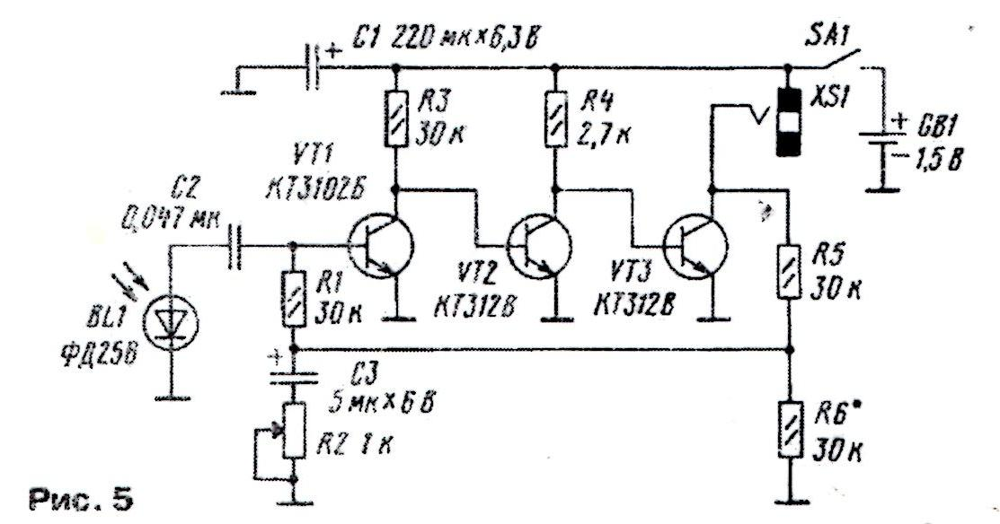 C1 220 мк×6,3 В
SA1
R3
30 к
R4
2,7 к
XS1
+
GB1
1,5 В
VT1
КТ3102Б
C2
0,047 мк
VT2
КТ312В
VT3
КТ312В
R5
30 к
R1
30 к
BL1
ФД25В
+
C3
5 мк×6 В
R2 1 к
R6*
30 к
Рис. 5